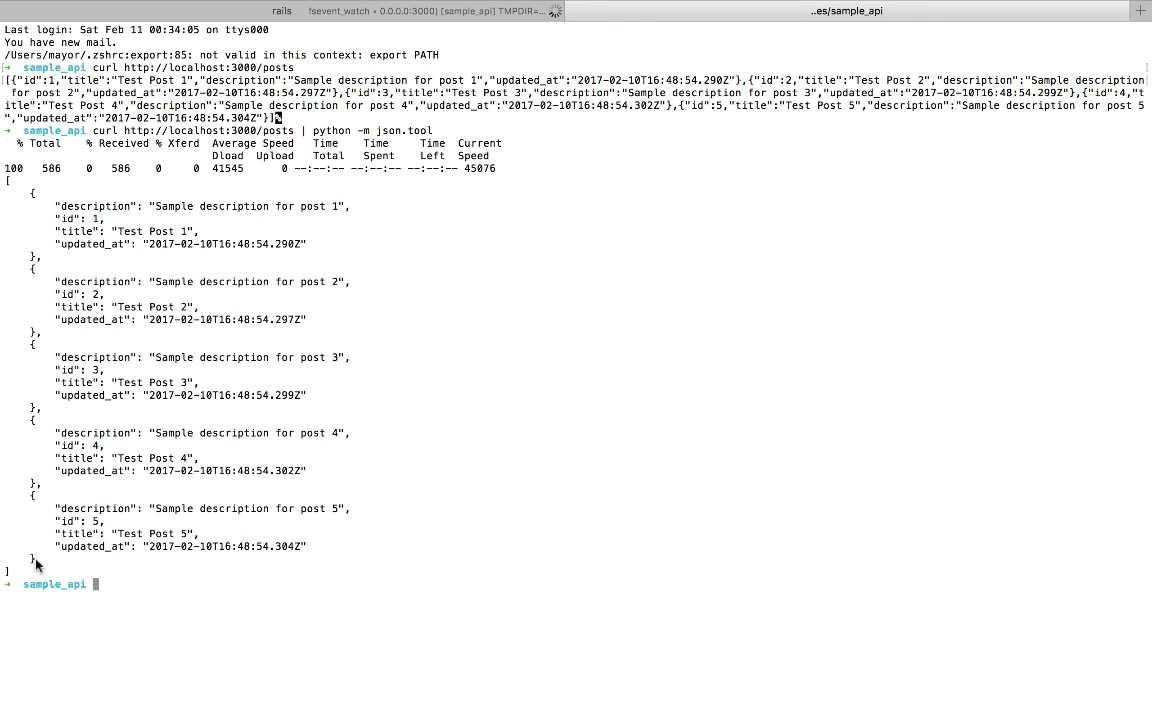 rails fsevent_watch • 0.0.0.0:3000) [sample_api] TMPDIR=... ..es/sample_api +
Last login: Sat Feb 11 00:34:05 on ttys000
You have new mail.
/Users/mayor/.zshrc:export:85: not valid in this context: export PATH
[➜  sample_api curl http://localhost:3000/posts ]
[[{"id":1,"title":"Test Post 1","description":"Sample description for post 1","updated_at":"2017-02-10T16:48:54.290Z"},{"id":2,"title":"Test Post 2","description":"Sample description
 for post 2","updated_at":"2017-02-10T16:48:54.297Z"},{"id":3,"title":"Test Post 3","description":"Sample description for post 3","updated_at":"2017-02-10T16:48:54.299Z"},{"id":4,"t
itle":"Test Post 4","description":"Sample description for post 4","updated_at":"2017-02-10T16:48:54.302Z"},{"id":5,"title":"Test Post 5","description":"Sample description for post 5
","updated_at":"2017-02-10T16:48:54.304Z"}]%
➜  sample_api curl http://localhost:3000/posts | python -m json.tool
  % Total    % Received % Xferd  Average Speed   Time    Time     Time  Current
                                 Dload  Upload   Total   Spent    Left  Speed
100   586    0   586    0     0  41545      0 --:--:-- --:--:-- --:--:-- 45076
[
    {
        "description": "Sample description for post 1",
        "id": 1,
        "title": "Test Post 1",
        "updated_at": "2017-02-10T16:48:54.290Z"
    },
    {
        "description": "Sample description for post 2",
        "id": 2,
        "title": "Test Post 2",
        "updated_at": "2017-02-10T16:48:54.297Z"
    },
    {
        "description": "Sample description for post 3",
        "id": 3,
        "title": "Test Post 3",
        "updated_at": "2017-02-10T16:48:54.299Z"
    },
    {
        "description": "Sample description for post 4",
        "id": 4,
        "title": "Test Post 4",
        "updated_at": "2017-02-10T16:48:54.302Z"
    },
    {
        "description": "Sample description for post 5",
        "id": 5,
        "title": "Test Post 5",
        "updated_at": "2017-02-10T16:48:54.304Z"
    }
]
➜  sample_api